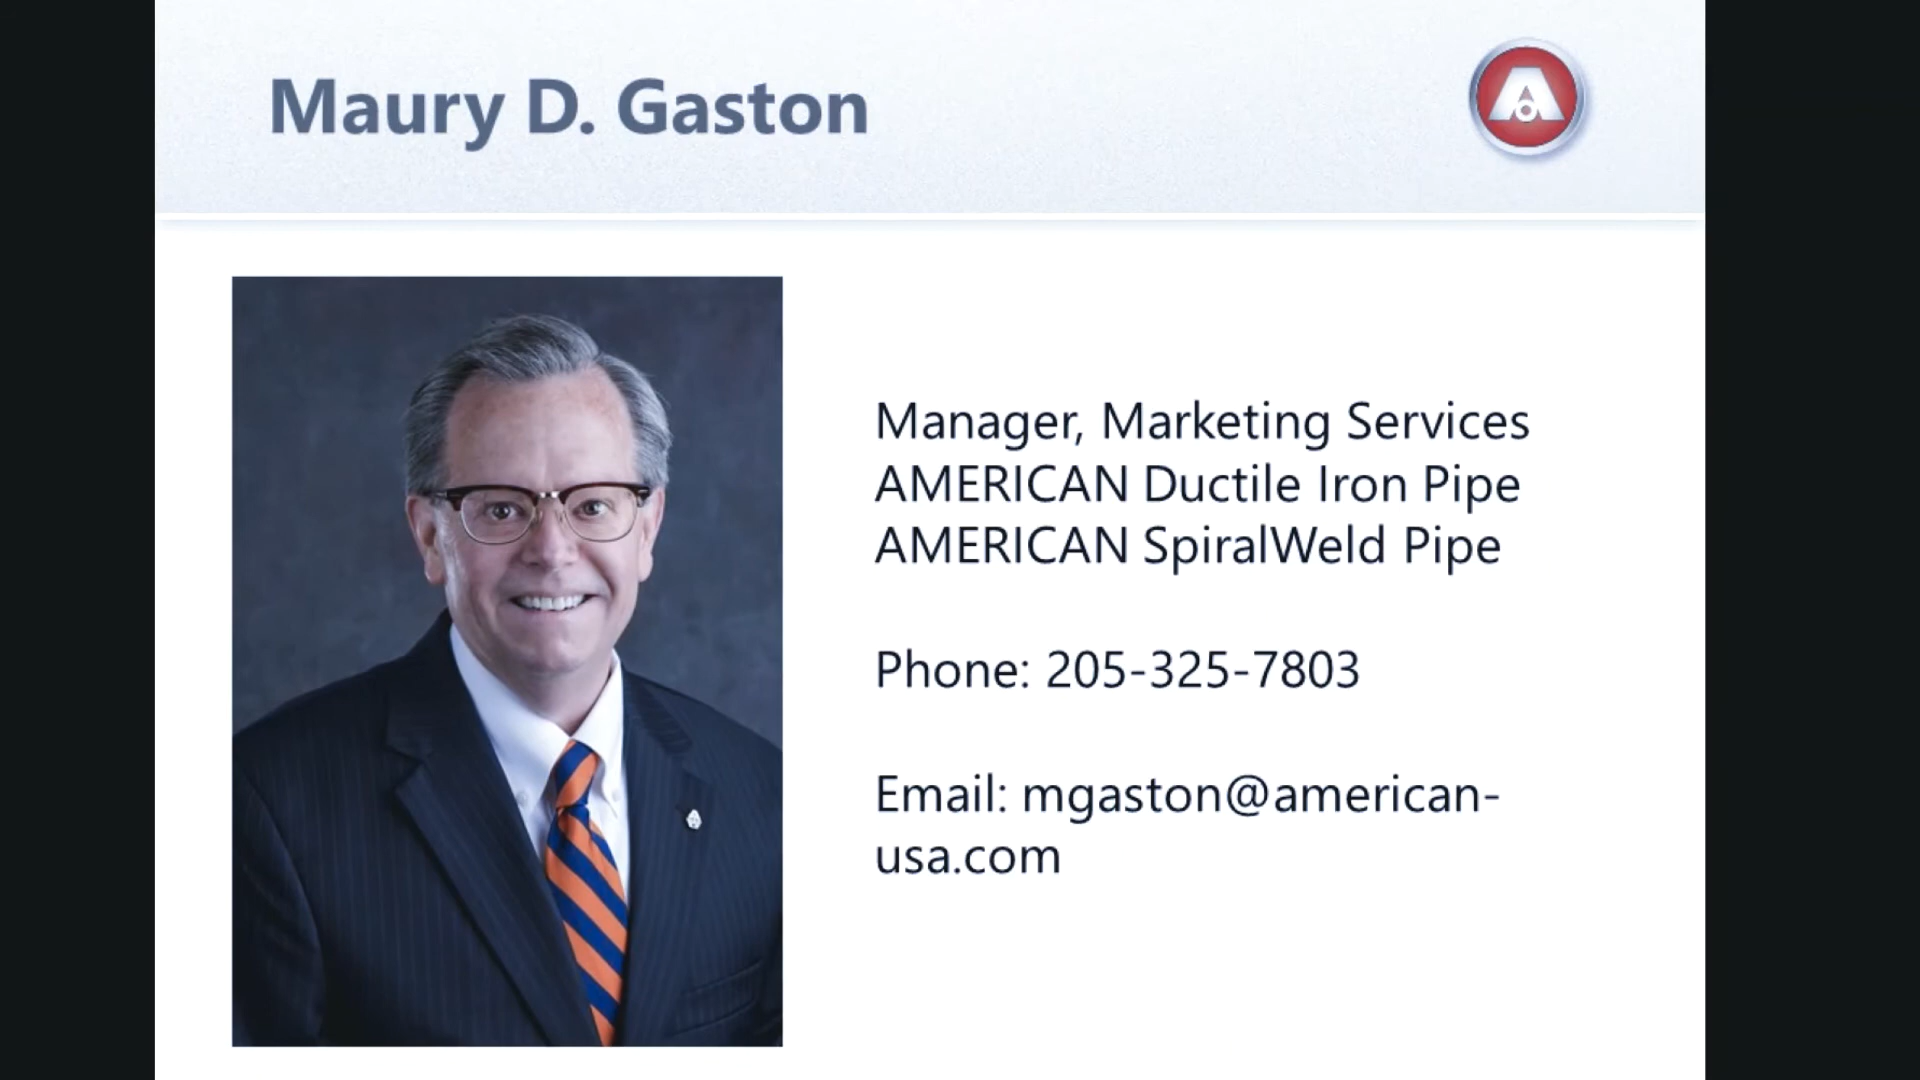 Maury D. Gaston
Manager, Marketing Services
AMERICAN Ductile Iron Pipe
AMERICAN SpiralWeld Pipe
Phone: 205-325-7803
Email: mgaston@american-
usa.com